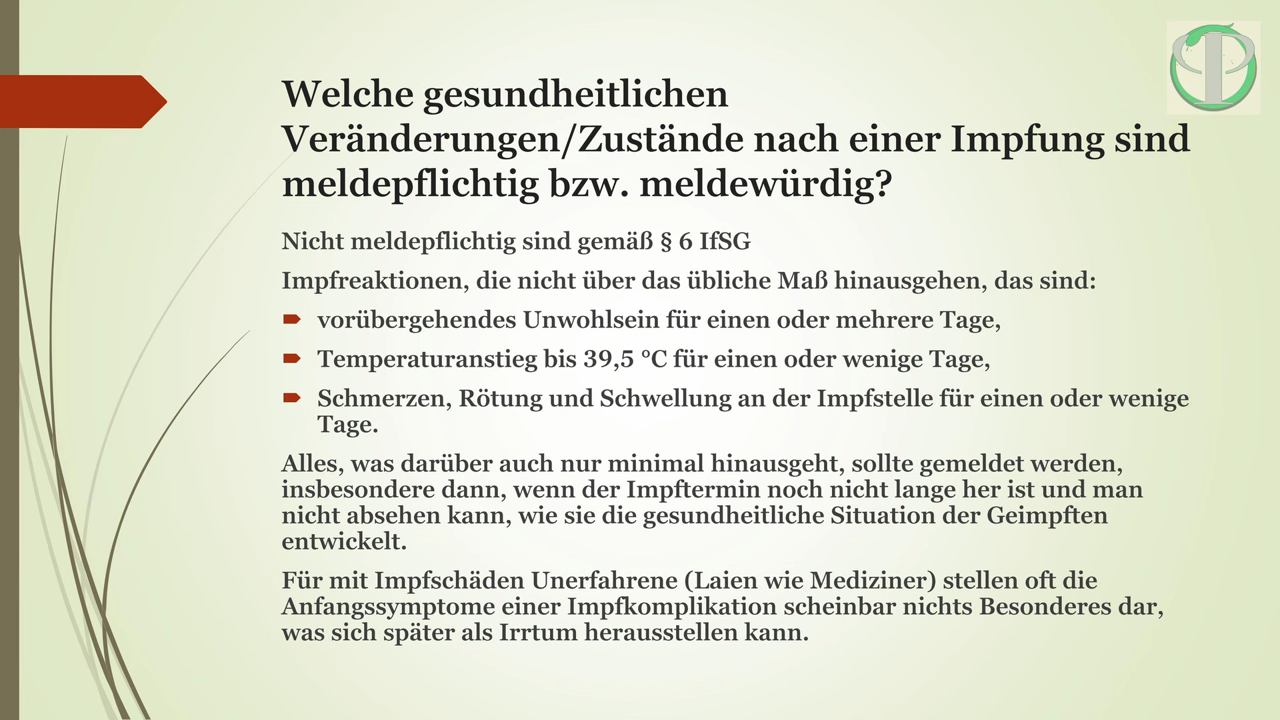 Welche gesundheitlichen
Veränderungen/Zustände nach einer Impfung sind
meldepflichtig bzw. meldewürdig?
Nicht meldepflichtig sind gemäß § 6 IfSG
Impfreaktionen, die nicht über das übliche Maß hinausgehen, das sind:
vorübergehendes Unwohlsein für einen oder mehrere Tage,
Temperaturanstieg bis 39,5 °C für einen oder wenige Tage,
Schmerzen, Rötung und Schwellung an der Impfstelle für einen oder wenige
Tage.
Alles, was darüber auch nur minimal hinausgeht, sollte gemeldet werden,
insbesondere dann, wenn der Impftermin noch nicht lange her ist und man
nicht absehen kann, wie sie die gesundheitliche Situation der Geimpften
entwickelt.
Für mit Impfschäden Unerfahrene (Laien wie Mediziner) stellen oft die
Anfangssymptome einer Impfkomplikation scheinbar nichts Besonderes dar,
was sich später als Irrtum herausstellen kann.